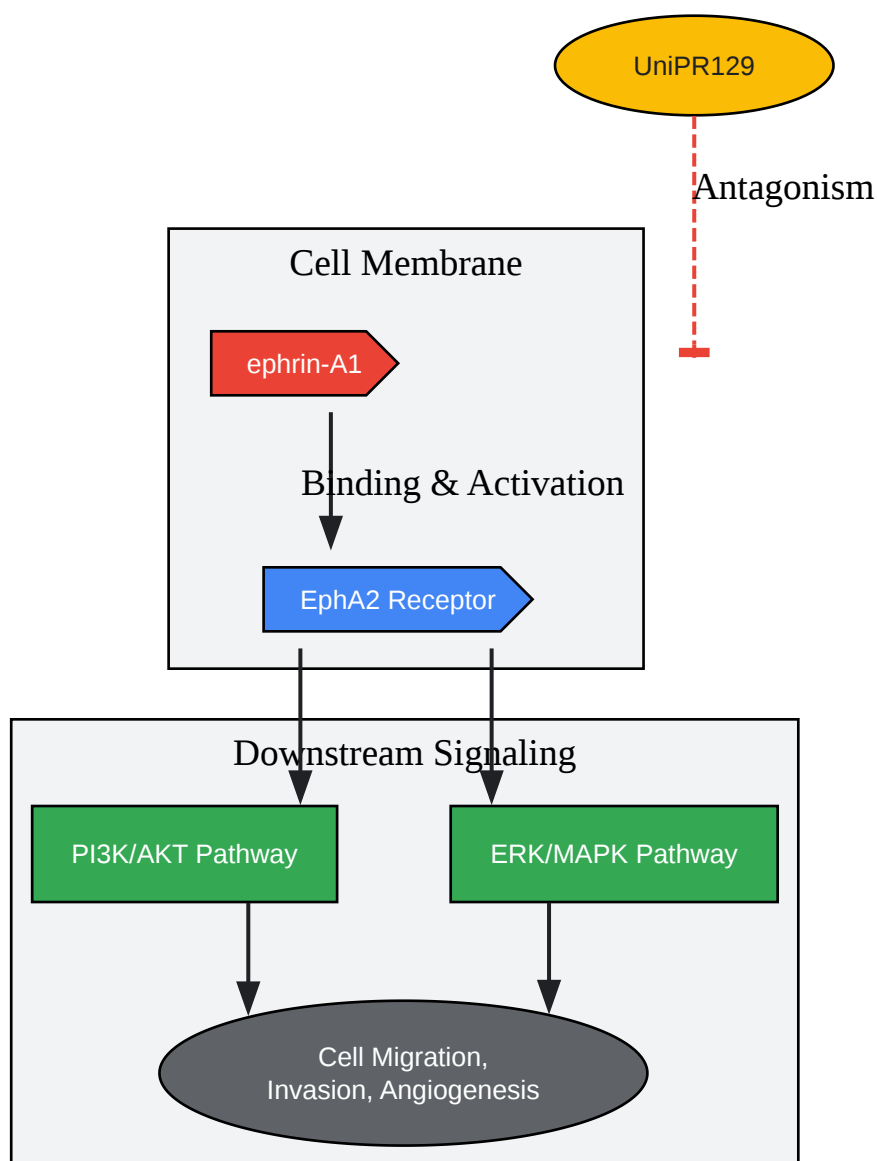 UniPR129
Antagonism
Cell Membrane
ephrin-A1
Binding & Activation
EphA2 Receptor
Downstream Signaling
PI3K/AKT Pathway
ERK/MAPK Pathway
Cell Migration,
Invasion, Angiogenesis